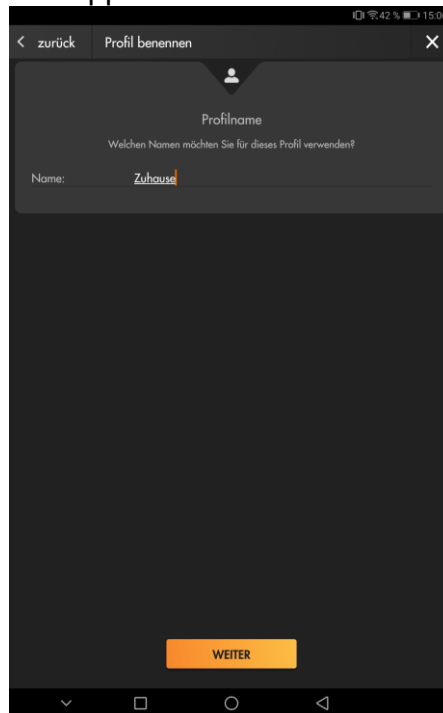 42 % 15:0
zurück Profil benennen
Profilname
Welchen Namen möchten Sie für dieses Profil verwenden?
Name: Zuhause
WEITER